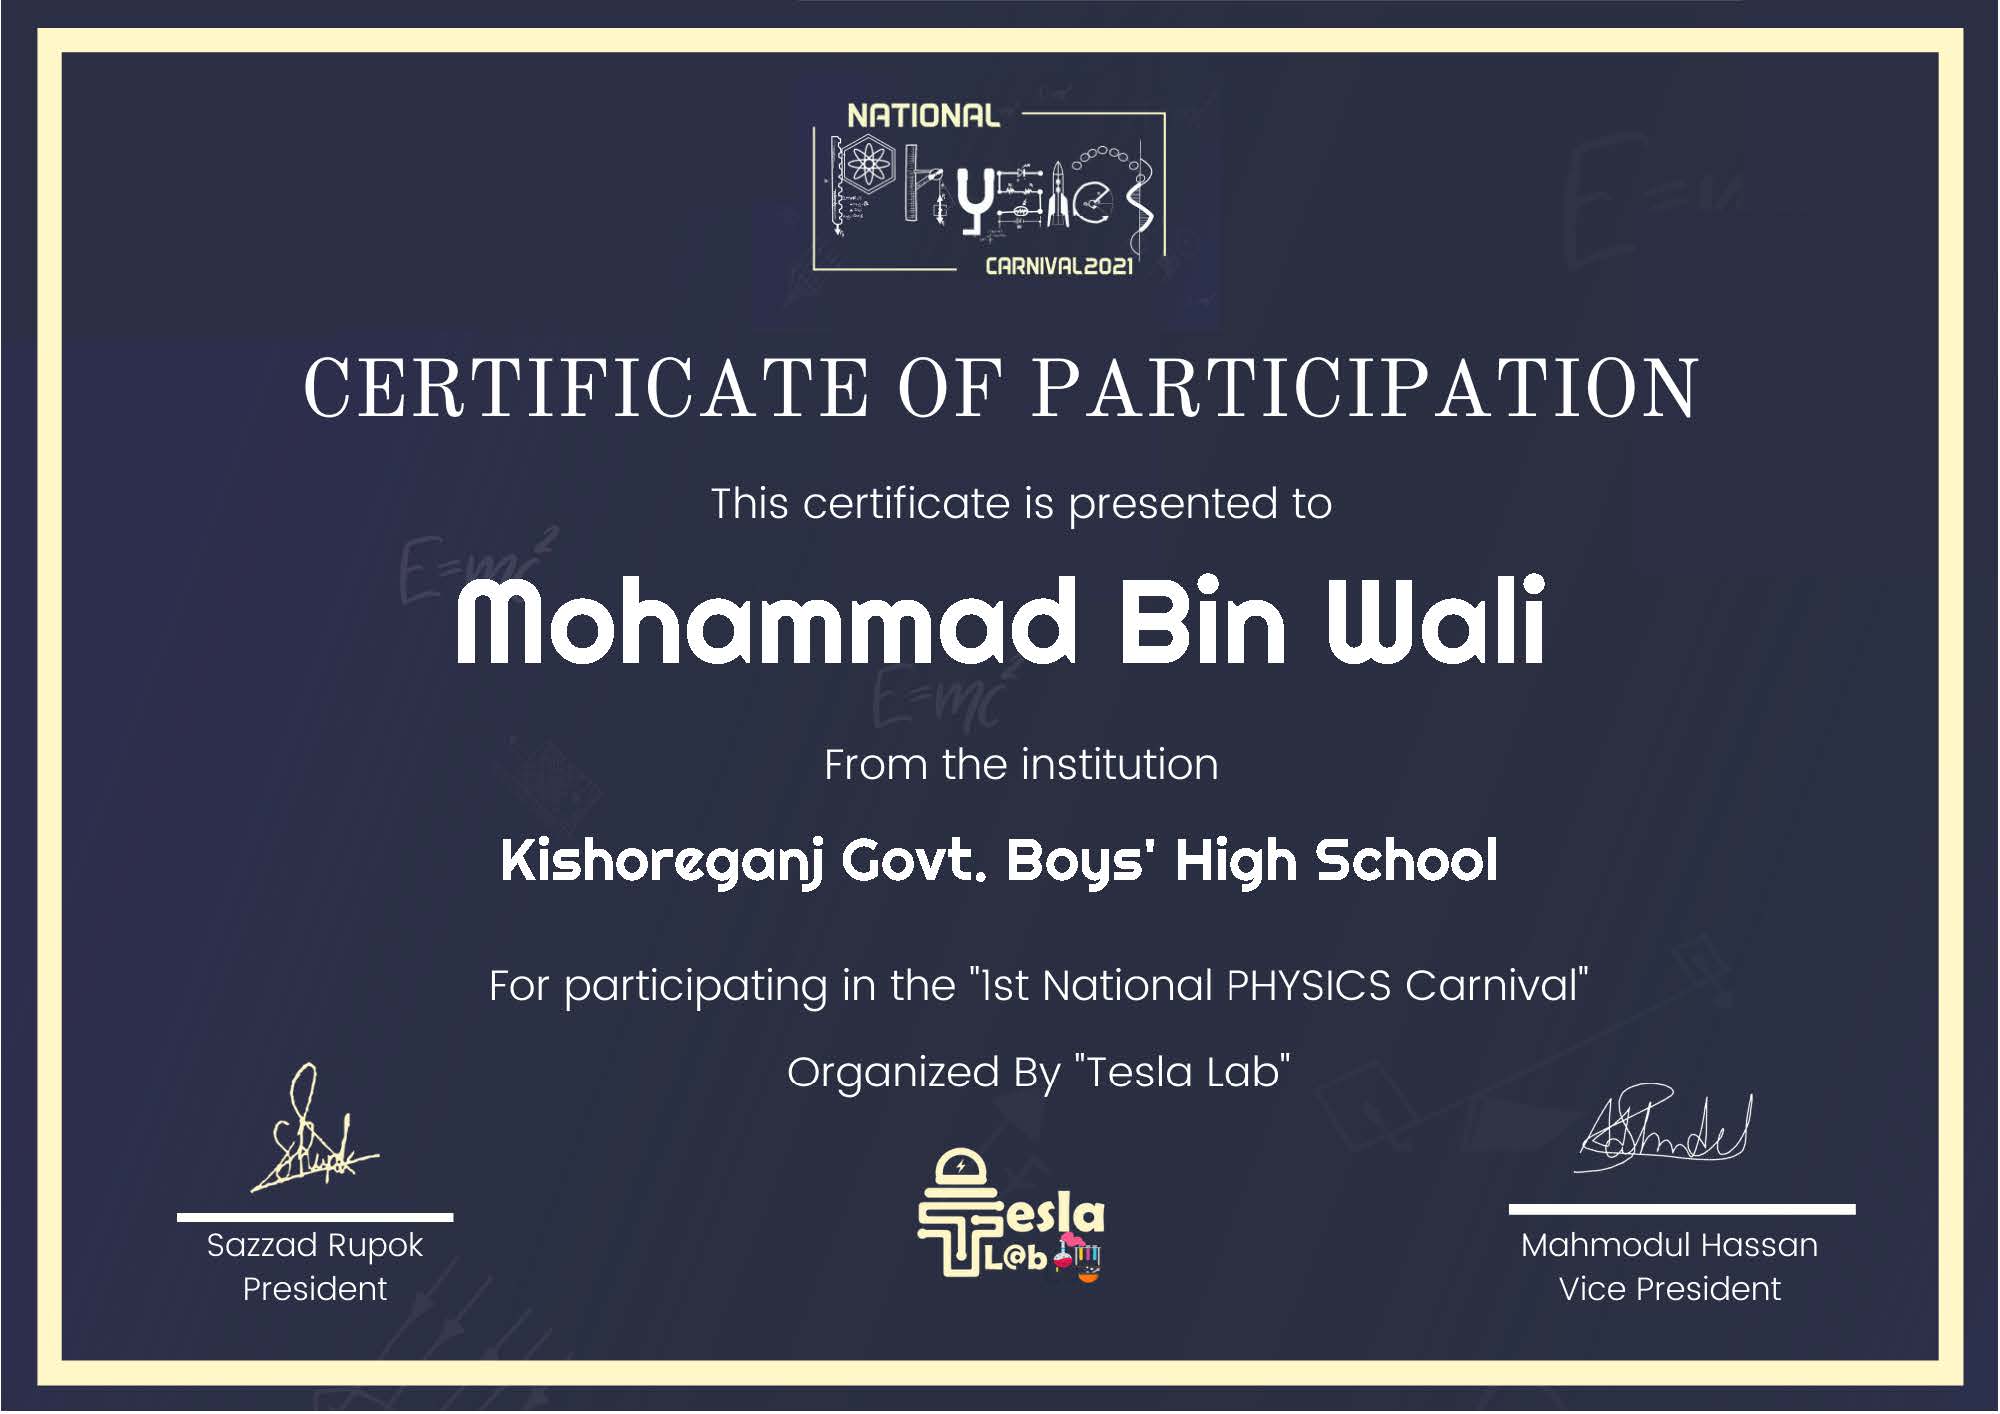 NATIONAL
Physics
CARNIVAL2021
CERTIFICATE OF PARTICIPATION
This certificate is presented to
E=mc²
Mohammad Bin Wali
E=mc²
From the institution
Kishoreganj Govt. Boys' High School
For participating in the "1st National PHYSICS Carnival"
Organized By "Tesla Lab"
Tesla
L@b
Sazzad Rupok
President
Mahmodul Hassan
Vice President